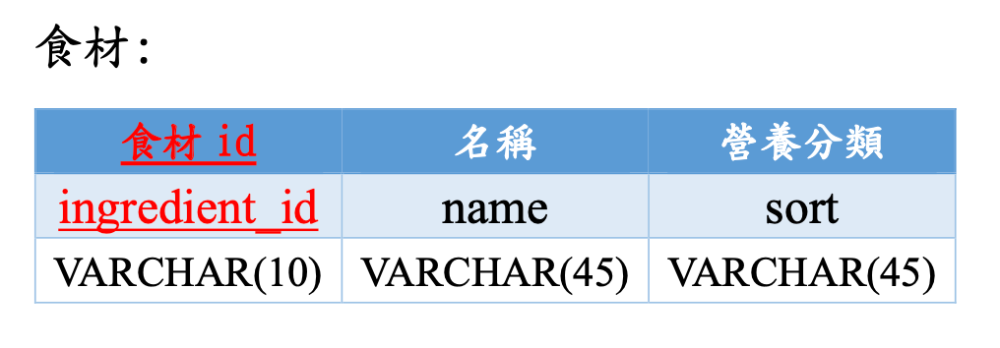 食材：
食材 id 名稱 營養分類
ingredient_id name sort
VARCHAR(10) VARCHAR(45) VARCHAR(45)